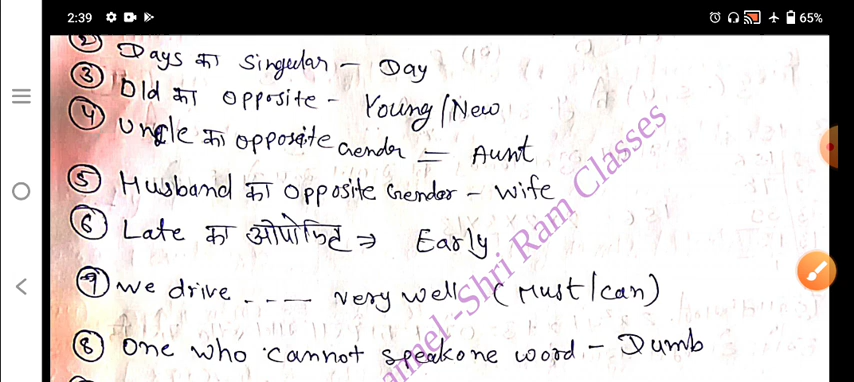 2:39 65%
② Days का Singular - Day
③ Old का opposite - Young/New
④ Uncle का opposite Gender = Aunt
⑤ Husband का opposite Gender - wife
⑥ Late का ओपोजिट ⇒ Early
⑦ We drive ---- very well (Must/can)
⑧ One who cannot speak one word - Dumb
Shri Ram Classes